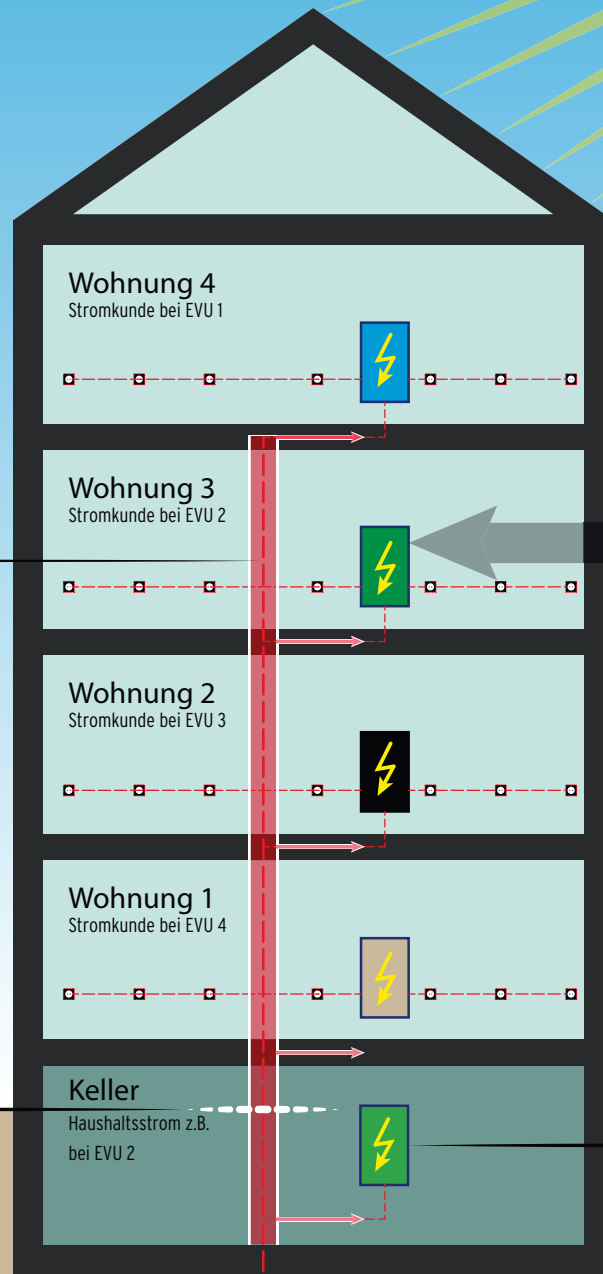 Wohnung 4
Stromkunde bei EVU 1
Wohnung 3
Stromkunde bei EVU 2
Wohnung 2
Stromkunde bei EVU 3
Wohnung 1
Stromkunde bei EVU 4
Keller
Haushaltsstrom z.B.
bei EVU 2